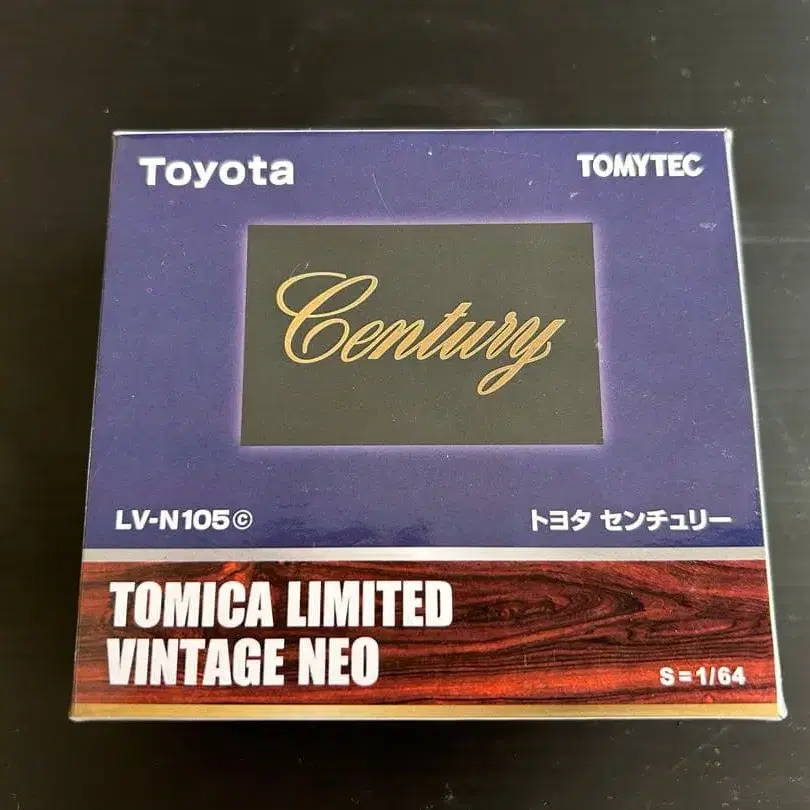 Toyota
TOMYTEC
Century
LV-N105ⓒ
トヨタ センチュリー
TOMICA LIMITED
VINTAGE NEO
S=1/64